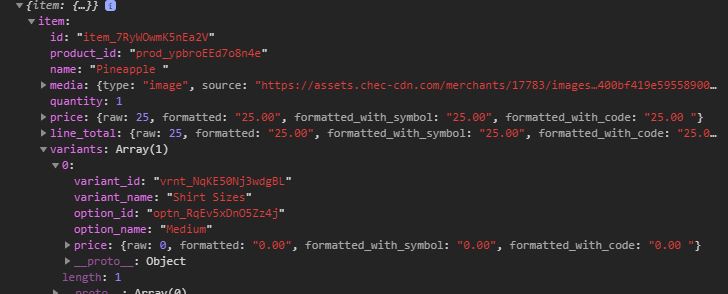 ▼{item: {…}} i
▼item:
id: "item_7RyWOwmK5nEa2V"
product_id: "prod_ypbroEEd7o8n4e"
name: "Pineapple "
▶media: {type: "image", source: "https://assets.chec-cdn.com/merchants/17783/images…400bf419e59558900…
quantity: 1
▶price: {raw: 25, formatted: "25.00", formatted_with_symbol: "25.00", formatted_with_code: "25.00 "}
▶line_total: {raw: 25, formatted: "25.00", formatted_with_symbol: "25.00", formatted_with_code: "25.0…
▼variants: Array(1)
▼0:
variant_id: "vrnt_NqKE50Nj3wdgBL"
variant_name: "Shirt Sizes"
option_id: "optn_RqEv5xDnO5Zz4j"
option_name: "Medium"
▶price: {raw: 0, formatted: "0.00", formatted_with_symbol: "0.00", formatted_with_code: "0.00 "}
▶__proto__: Object
length: 1
▶__proto__: Array(0)